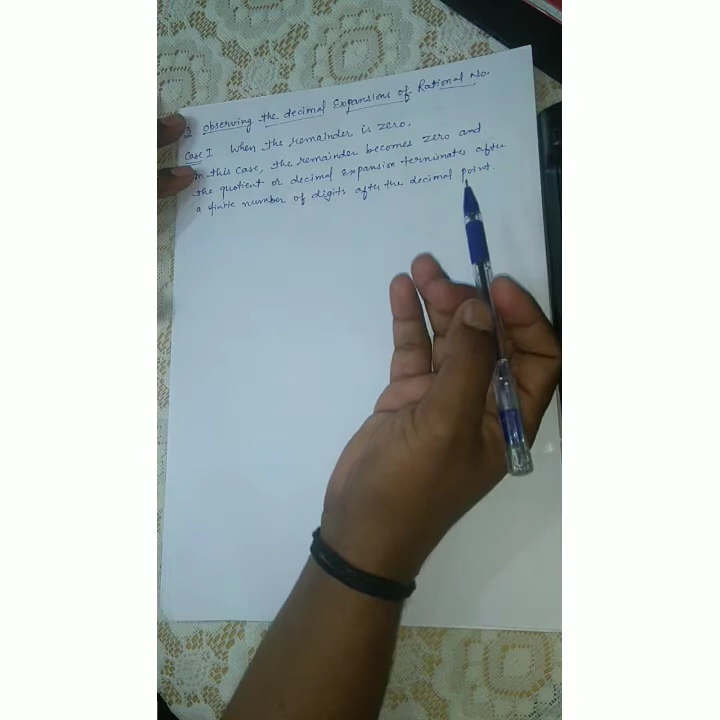 3 observing the decimal Expansions of Rational No.
Case I When the remainder is zero.
In this case, the remainder becomes zero and
the quotient or decimal expansion terminates after
a finite number of digits after the decimal point.